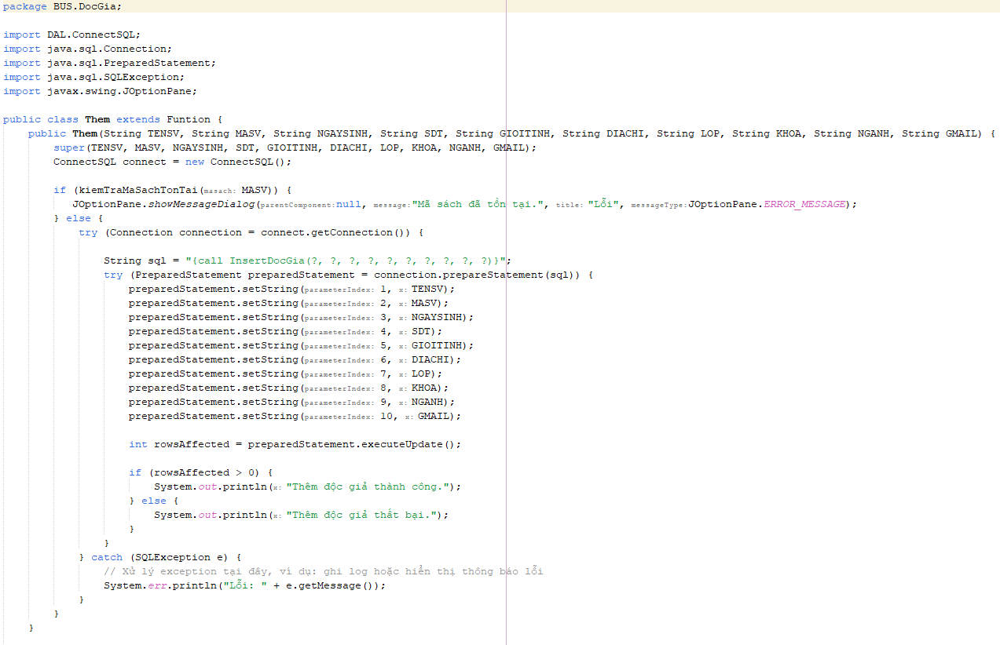 package BUS.DocGia;
import DAL.ConnectSQL;
import java.sql.Connection;
import java.sql.PreparedStatement;
import java.sql.SQLException;
import javax.swing.JOptionPane;
public class Them extends Funtion {
public Them(String TENSV, String MASV, String NGAYSINH, String SDT, String GIOITINH, String DIACHI, String LOP, String KHOA, String NGANH, String GMAIL) {
super(TENSV, MASV, NGAYSINH, SDT, GIOITINH, DIACHI, LOP, KHOA, NGANH, GMAIL);
ConnectSQL connect = new ConnectSQL();
if (kiemTraMaSachTonTai(masach: MASV)) {
JOptionPane.showMessageDialog(parentComponent:null, message:"Mã sách đã tồn tại.", title: "Lỗi", messageType:JOptionPane.ERROR_MESSAGE);
} else {
try (Connection connection = connect.getConnection()) {
String sql = "{call InsertDocGia(?, ?, ?, ?, ?, ?, ?, ?, ?, ?)}";
try (PreparedStatement preparedStatement = connection.prepareStatement(sql)) {
preparedStatement.setString(parameterIndex: 1, x: TENSV);
preparedStatement.setString(parameterIndex: 2, x: MASV);
preparedStatement.setString(parameterIndex: 3, x: NGAYSINH);
preparedStatement.setString(parameterIndex: 4, x: SDT);
preparedStatement.setString(parameterIndex: 5, x: GIOITINH);
preparedStatement.setString(parameterIndex: 6, x: DIACHI);
preparedStatement.setString(parameterIndex: 7, x: LOP);
preparedStatement.setString(parameterIndex: 8, x: KHOA);
preparedStatement.setString(parameterIndex: 9, x: NGANH);
preparedStatement.setString(parameterIndex: 10, x: GMAIL);
int rowsAffected = preparedStatement.executeUpdate();
if (rowsAffected > 0) {
System.out.println(x: "Thêm độc giả thành công.");
} else {
System.out.println(x: "Thêm độc giả thất bại.");
}
}
} catch (SQLException e) {
// Xử lý exception tại đây, ví dụ: ghi log hoặc hiển thị thông báo lỗi
System.err.println("Lỗi: " + e.getMessage());
}
}
}